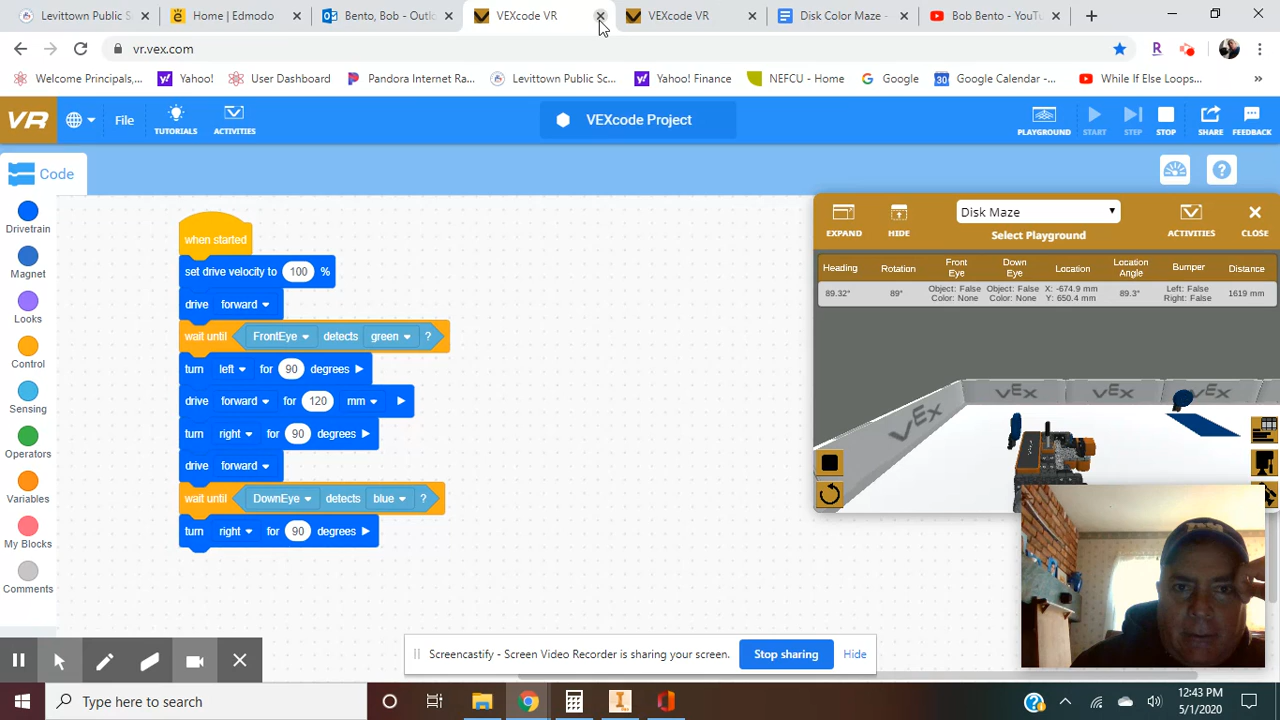 Levittown Public S
Home | Edmodo
Bento, Bob - Outlo
VEXcode VR
VEXcode VR
Disk Color Maze -
Bob Bento - YouTu
vr.vex.com
Welcome Principals,...
Yahoo!
User Dashboard
Pandora Internet Ra...
Levittown Public Sc...
Yahoo! Finance
NEFCU - Home
Google
Google Calendar -...
While If Else Loops...
VR
File
TUTORIALS
ACTIVITIES
VEXcode Project
PLAYGROUND
START
STEP
STOP
SHARE
FEEDBACK
Code
Drivetrain
Magnet
Looks
Control
Sensing
Operators
Variables
My Blocks
Comments
when started
set drive velocity to 100 %
drive forward
wait until FrontEye detects green ?
turn left for 90 degrees
drive forward for 120 mm
turn right for 90 degrees
drive forward
wait until DownEye detects blue ?
turn right for 90 degrees
EXPAND
HIDE
Disk Maze
Select Playground
ACTIVITIES
CLOSE
Heading Rotation Front Eye Down Eye Location Location Angle Bumper Distance
89.32° 89° Object: False Color: None Object: False Color: None X: -674.9 mm Y: 650.4 mm 89.3° Left: False Right: False 1619 mm
VEX
VEX
VEX
VEX
Screencastify - Screen Video Recorder is sharing your screen.
Stop sharing
Hide
Type here to search
12:43 PM
5/1/2020